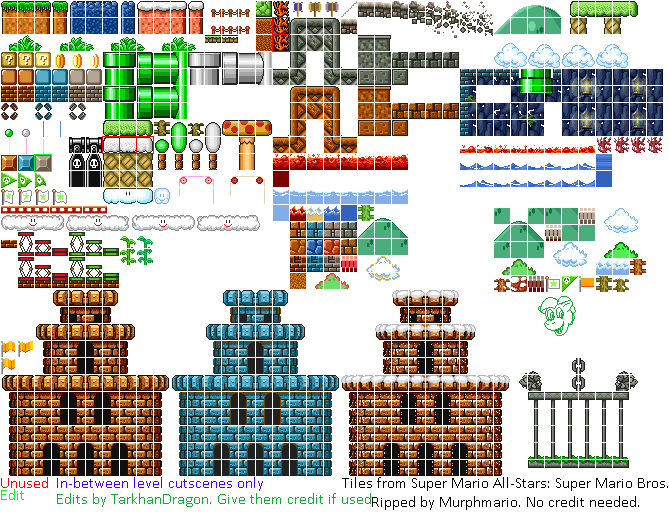 Unused In-between level cutscenes only
Edit
Edits by TarkhanDragon. Give them credit if used.
Tiles from Super Mario All-Stars: Super Mario Bros.
Ripped by Murphmario. No credit needed.